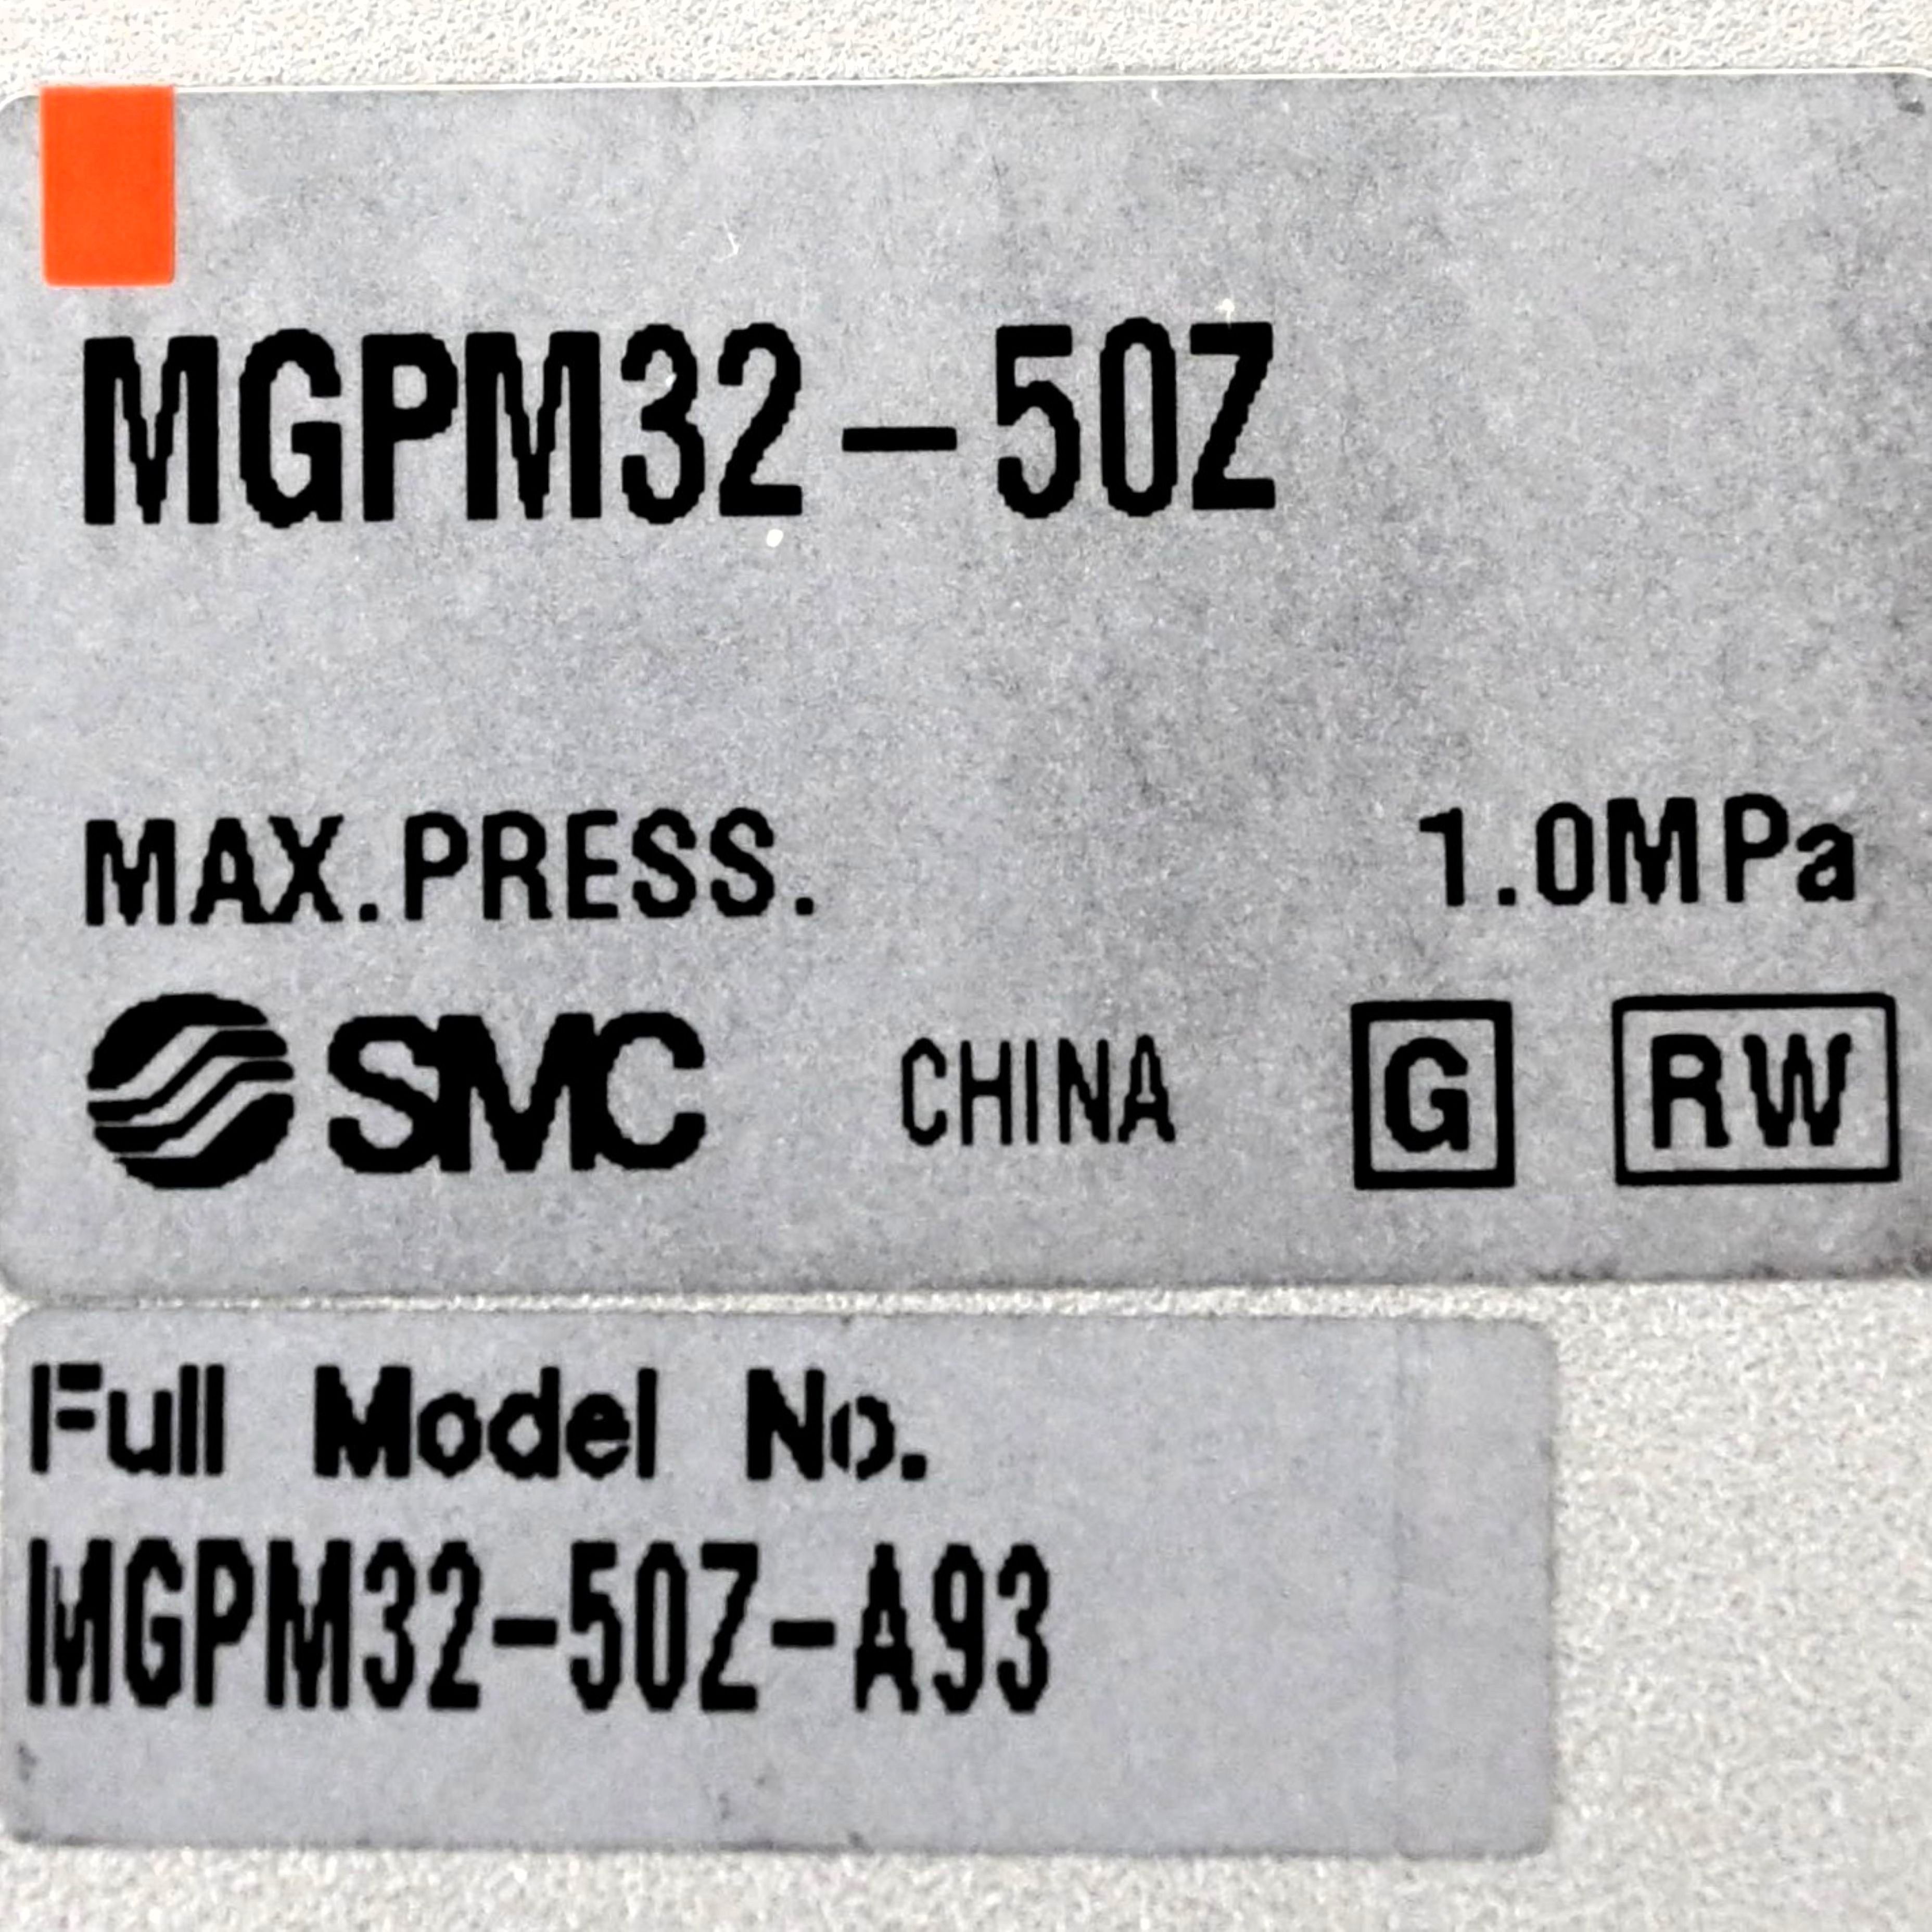 MGPM32-50Z
MAX.PRESS. 1.0MPa
SMC CHINA G RW
Full Model No.
MGPM32-50Z-A93